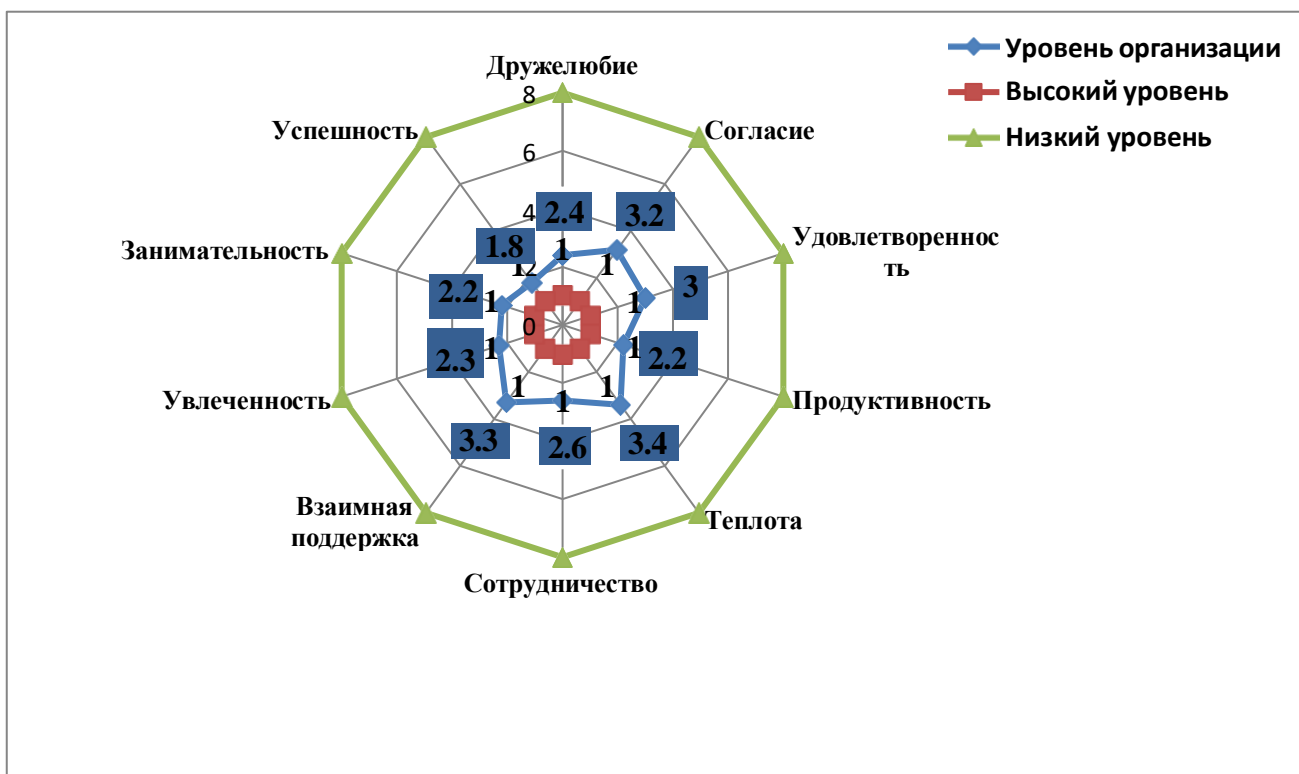 Дружелюбие
8
Уровень организации
Высокий уровень
Низкий уровень
Успешность
Согласие
6
4
2.4
3.2
1.8
1
1
12
Занимательность
Удовлетвореннос
ть
2.2
1
1
3
0
2.3
1
1
2.2
Увлеченность
Продуктивность
1
1
1
3.3
2.6
3.4
Взаимная
поддержка
Теплота
Сотрудничество